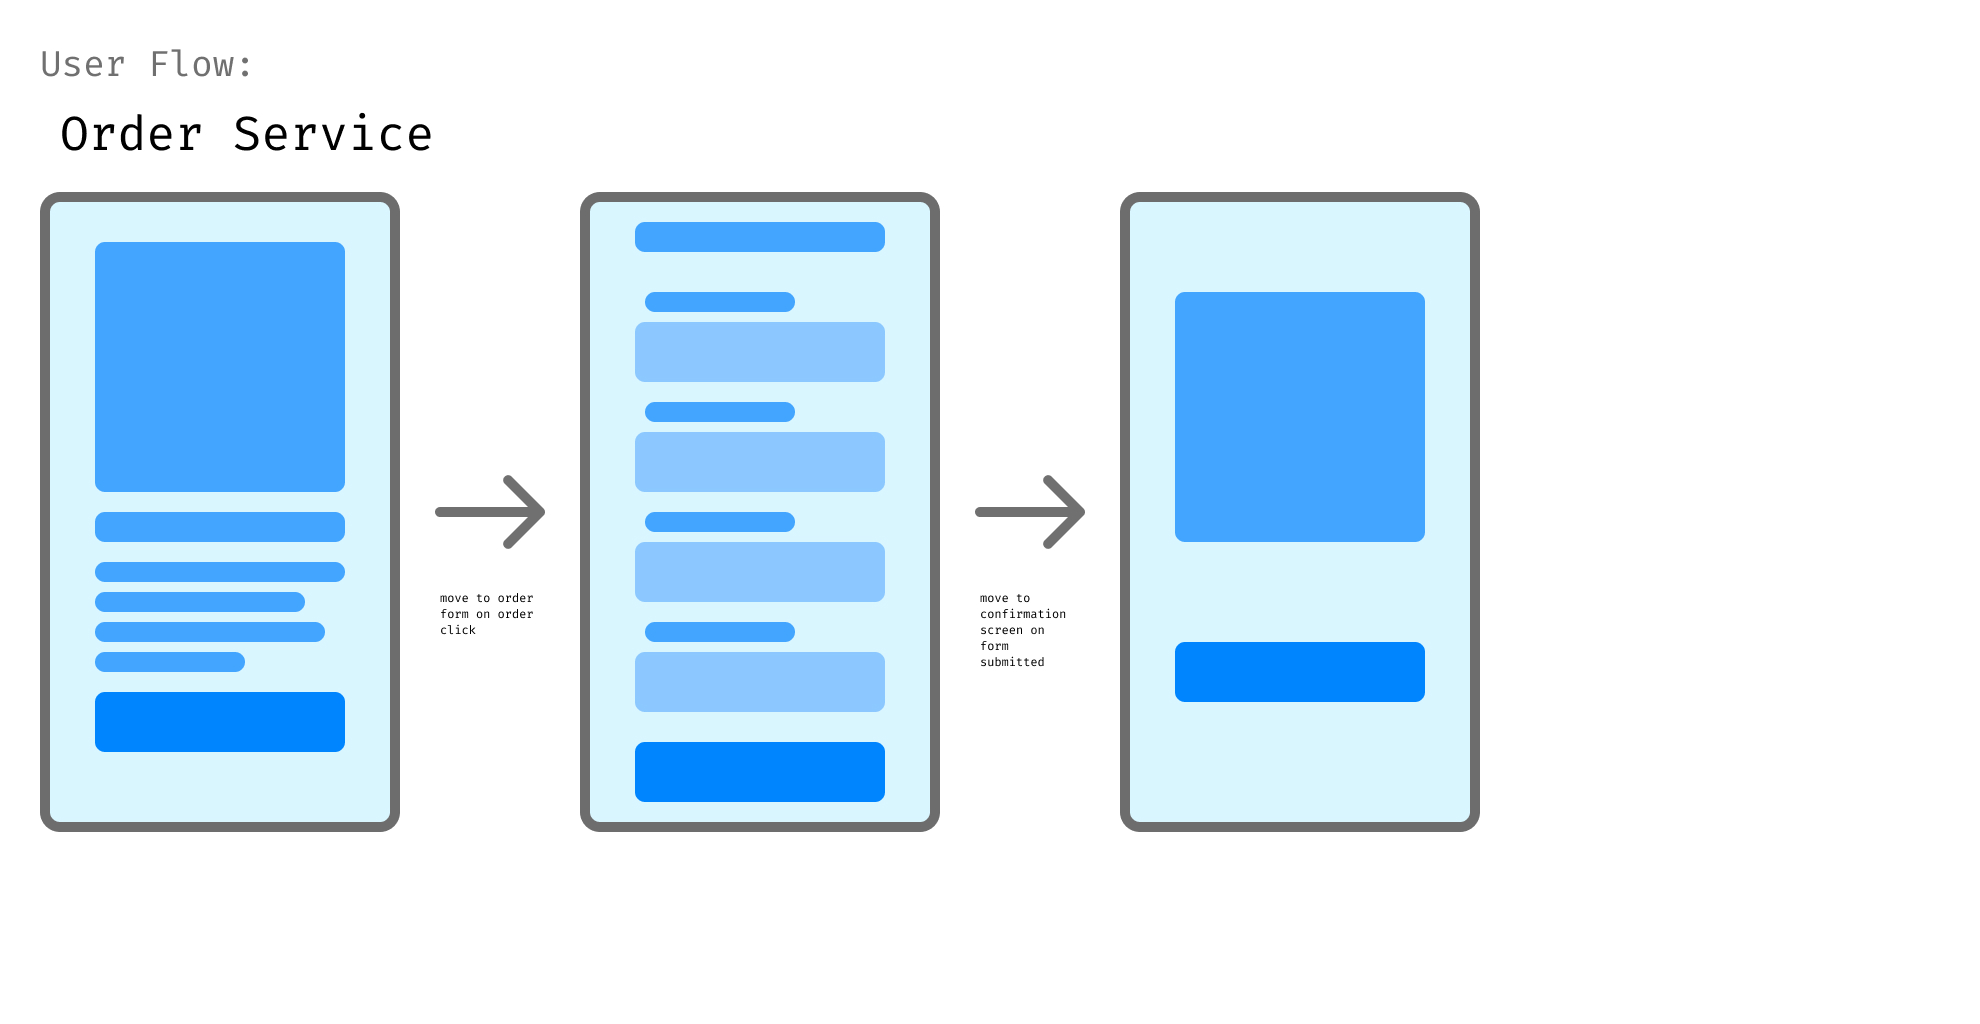 User Flow:
Order Service
move to order
form on order
click
move to
confirmation
screen on
form
submitted